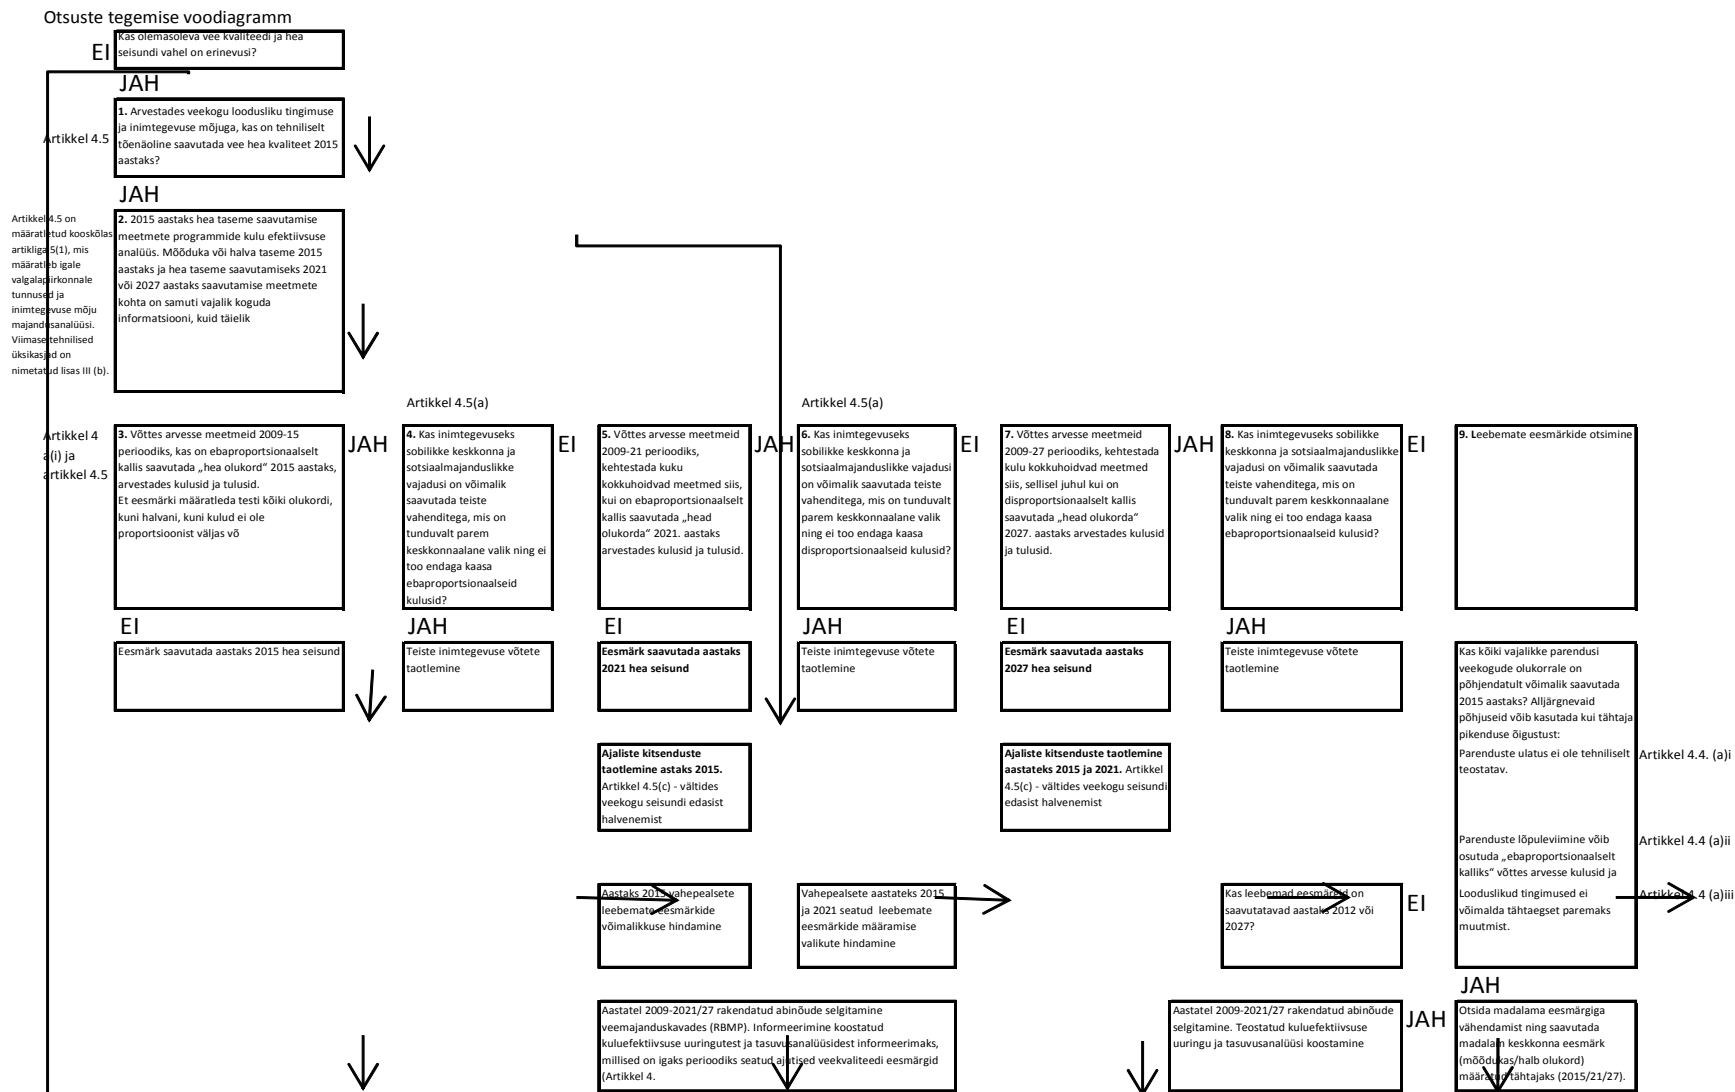 Otsuste tegemise voodiagramm
Kas olemasoleva vee kvaliteedi ja hea
seisundi vahel on erinevusi?
EI
JAH
Artikkel 4.5
1. Arvestades veekogu loodusliku tingimuse
ja inimtegevuse mõjuga, kas on tehniliselt
tõenäoline saavutada vee hea kvaliteet 2015
aastaks?
JAH
Artikkel 4.5 on
määratletud kooskõlas
artikliga 5(1), mis
määratleb igale
valgalapiirkonnale
tunnused ja
inimtegevuse mõju
majandusanalüüsi.
Viimase tehnilised
üksikasjad on
nimetatud lisas III (b).
2. 2015 aastaks hea taseme saavutamise
meetmete programmide kulu efektiivsuse
analüüs. Mõõduka või halva taseme 2015
aastaks ja hea taseme saavutamiseks 2021
või 2027 aastaks saavutamise meetmete
kohta on samuti vajalik koguda
informatsiooni, kuid täielik
Artikkel 4.5(a)
Artikkel 4.5(a)
Artikkel 4
a(i) ja
artikkel 4.5
3. Võttes arvesse meetmeid 2009-15
perioodiks, kas on ebaproportsionaalselt
kallis saavutada „hea olukord“ 2015 aastaks,
arvestades kulusid ja tulusid.
Et eesmärki määratleda testi kõiki olukordi,
kuni halvani, kuni kulud ei ole
proportsioonist väljas võ
JAH
4. Kas inimtegevuseks
sobilikke keskkonna ja
sotsiaalmajanduslikke
vajadusi on võimalik
saavutada teiste
vahenditega, mis on
tunduvalt parem
keskkonnaalane valik ning ei
too endaga kaasa
ebaproportsionaalseid
kulusid?
EI
5. Võttes arvesse meetmeid
2009-21 perioodiks,
kehtestada kuku
kokkuhoidvad meetmed siis,
kui on ebaproportsionaalselt
kallis saavutada „head
olukorda“ 2021. aastaks
arvestades kulusid ja tulusid.
JAH
6. Kas inimtegevuseks
sobilikke keskkonna ja
sotsiaalmajanduslikke vajadusi
on võimalik saavutada teiste
vahenditega, mis on tunduvalt
parem keskkonnaalane valik
ning ei too endaga kaasa
disproportsionaalseid kulusid?
EI
7. Võttes arvesse meetmeid
2009-27 perioodiks, kehtestada
kulu kokkuhoidvad meetmed
siis, sellisel juhul kui on
disproportsionaalselt kallis
saavutada „head olukorda“
2027. aastaks arvestades kulusid
ja tulusid.
JAH
8. Kas inimtegevuseks sobilikke
keskkonna ja sotsiaalmajanduslikke
vajadusi on võimalik saavutada
teiste vahenditega, mis on
tunduvalt parem keskkonnaalane
valik ning ei too endaga kaasa
ebaproportsionaalseid kulusid?
EI
9. Leebemate eesmärkide otsimine
EI
JAH
EI
JAH
EI
JAH
Eesmärk saavutada aastaks 2015 hea seisund
Teiste inimtegevuse võtete
taotlemine
Eesmärk saavutada aastaks
2021 hea seisund
Teiste inimtegevuse võtete
taotlemine
Eesmärk saavutada aastaks
2027 hea seisund
Teiste inimtegevuse võtete
taotlemine
Kas kõiki vajalikke parendusi
veekogude olukorrale on
põhjendatult võimalik saavutada
2015 aastaks? Alljärgnevaid
põhjuseid võib kasutada kui tähtaja
pikenduse õigustust:
Parenduste ulatus ei ole tehniliselt
teostatav.
Artikkel 4.4. (a)i
Ajaliste kitsenduste
taotlemine astaks 2015.
Artikkel 4.5(c) - vältides
veekogu seisundi edasist
halvenemist
Ajaliste kitsenduste taotlemine
aastateks 2015 ja 2021. Artikkel
4.5(c) - vältides veekogu seisundi
edasist halvenemist
Parenduste lõpuleviimine võib
osutuda „ebaproportsionaalselt
kalliks“ võttes arvesse kulusid ja
Artikkel 4.4 (a)ii
Looduslikud tingimused ei
võimalda tähtaegset paremaks
muutmist.
Artikkel 4.4 (a)iii
Aastaks 2015 vahepealsete
leebemate eesmärkide
võimalikkuse hindamine
Vahepealsete aastateks 2015
ja 2021 seatud leebemate
eesmärkide määramise
valikute hindamine
Kas leebemad eesmärgid on
saavutatavad aastaks 2012 või
2027?
EI
JAH
Aastatel 2009-2021/27 rakendatud abinõude selgitamine
veemajanduskavades (RBMP). Informeerimine koostatud
kuluefektiivsuse uuringutest ja tasuvusanalüüsidest informeerimaks,
millised on igaks perioodiks seatud ajutised veekvaliteedi eesmärgid
(Artikkel 4.
Aastatel 2009-2021/27 rakendatud abinõude
selgitamine. Teostatud kuluefektiivsuse
uuringu ja tasuvusanalüüsi koostamine
JAH
Otsida madalama eesmärgiga
vähendamist ning saavutada
madalam keskkonna eesmärk
(mõõdukas/halb olukord)
määratud tähtajaks (2015/21/27).